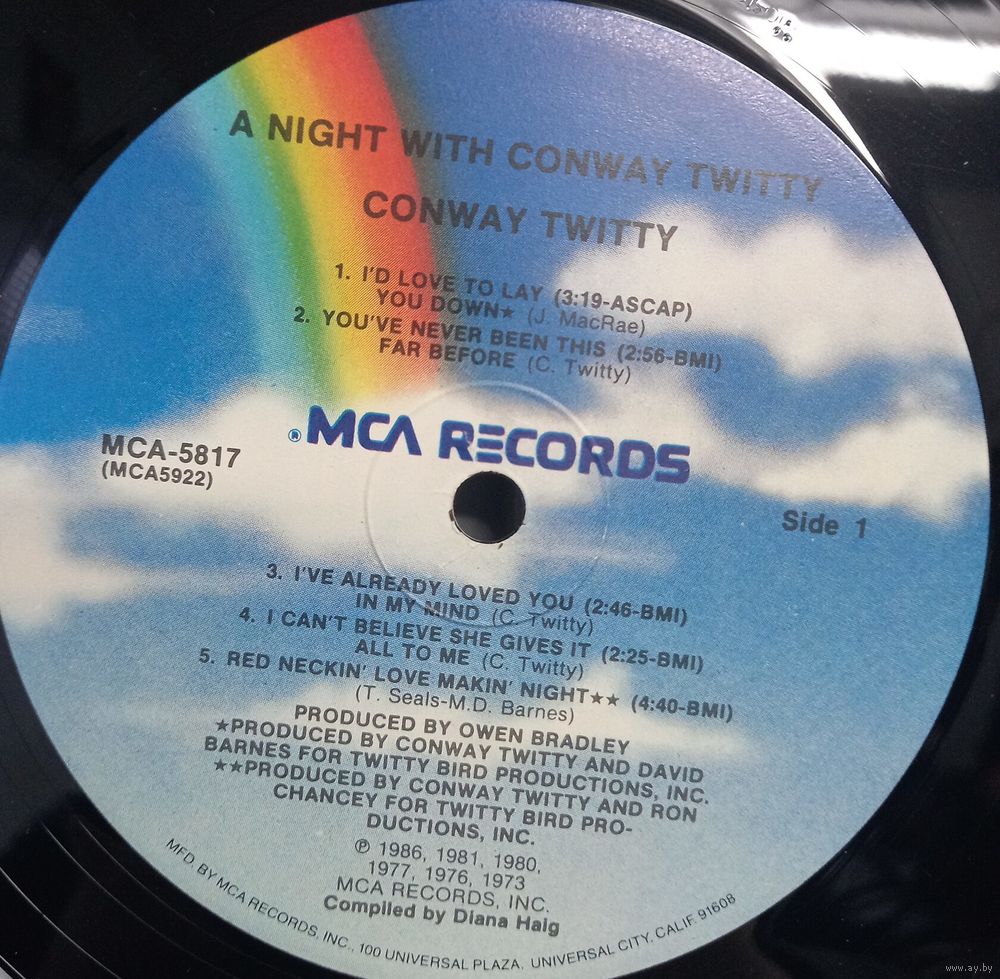 A NIGHT WITH CONWAY TWITTY
CONWAY TWITTY
1. I'D LOVE TO LAY (3:19-ASCAP)
YOU DOWN★ (J. MacRae)
2. YOU'VE NEVER BEEN THIS (2:56-BMI)
FAR BEFORE (C. Twitty)
® MCA RECORDS
MCA-5817
(MCA5922)
Side 1
3. I'VE ALREADY LOVED YOU (2:46-BMI)
IN MY MIND (C. Twitty)
4. I CAN'T BELIEVE SHE GIVES IT (2:25-BMI)
ALL TO ME (C. Twitty)
5. RED NECKIN' LOVE MAKIN' NIGHT★★ (4:40-BMI)
(T. Seals-M.D. Barnes)
PRODUCED BY OWEN BRADLEY
★PRODUCED BY CONWAY TWITTY AND DAVID
BARNES FOR TWITTY BIRD PRODUCTIONS, INC.
★★PRODUCED BY CONWAY TWITTY AND RON
CHANCEY FOR TWITTY BIRD PRO-
DUCTIONS, INC.
℗ 1986, 1981, 1980,
1977, 1976, 1973
MCA RECORDS, INC.
Compiled by Diana Haig
MFD. BY MCA RECORDS, INC., 100 UNIVERSAL PLAZA, UNIVERSAL CITY, CALIF. 91608
www.ay.by